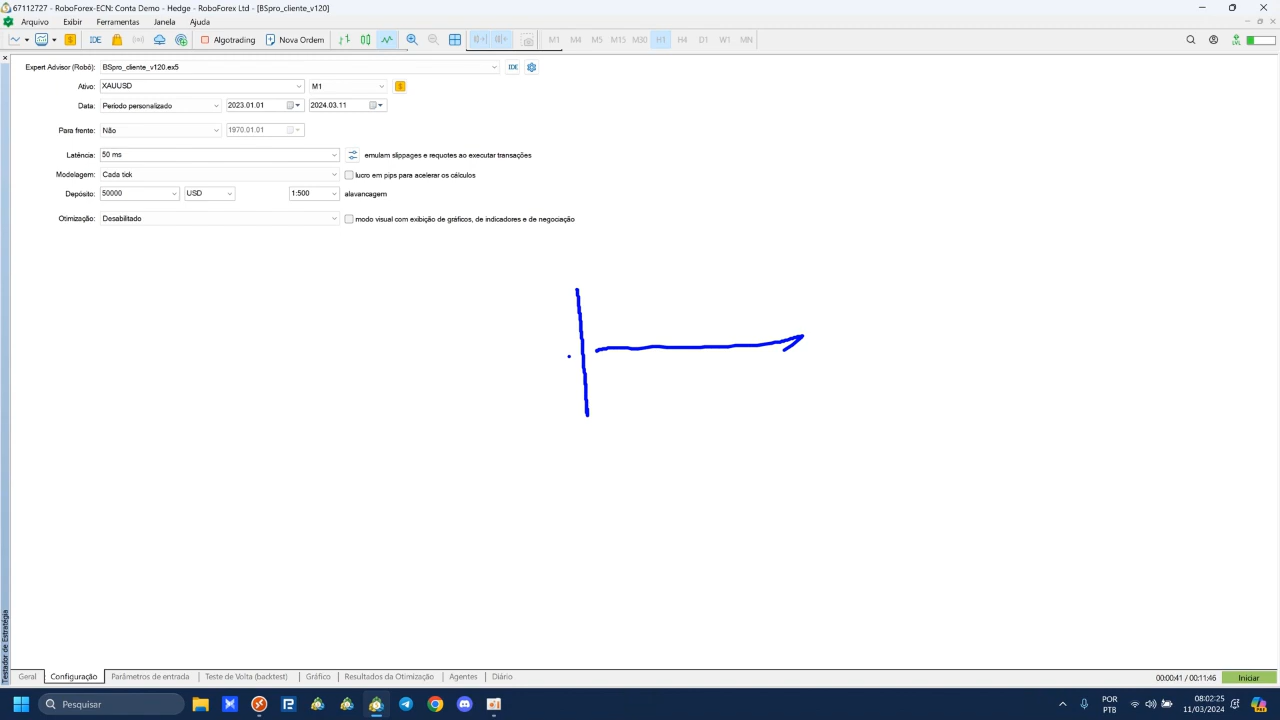 67112727 - RoboForex-ECN: Conta Demo - Hedge - RoboForex Ltd - [BSpro_cliente_v120]
Arquivo Exibir Ferramentas Janela Ajuda
IDE Algotrading Nova Ordem M1 M4 M5 M15 M30 H1 H4 D1 W1 MN
Expert Advisor (Robô): BSpro_cliente_v120.ex5 IDE
Ativo: XAUUSD M1
Data: Período personalizado 2023.01.01 2024.03.11
Para frente: Não 1970.01.01
Latência: 50 ms emulam slippages e requotes ao executar transações
Modelagem: Cada tick lucro em pips para acelerar os cálculos
Depósito: 50000 USD 1:500 alavancagem
Otimização: Desabilitado modo visual com exibição de gráficos, de indicadores e de negociação
Testador de Estratégia
Geral Configuração Parâmetros de entrada Teste de Volta (backtest) Gráfico Resultados da Otimização Agentes Diário 00:00:41 / 00:11:46 Iniciar
Pesquisar POR 08:02:25
PTB 11/03/2024